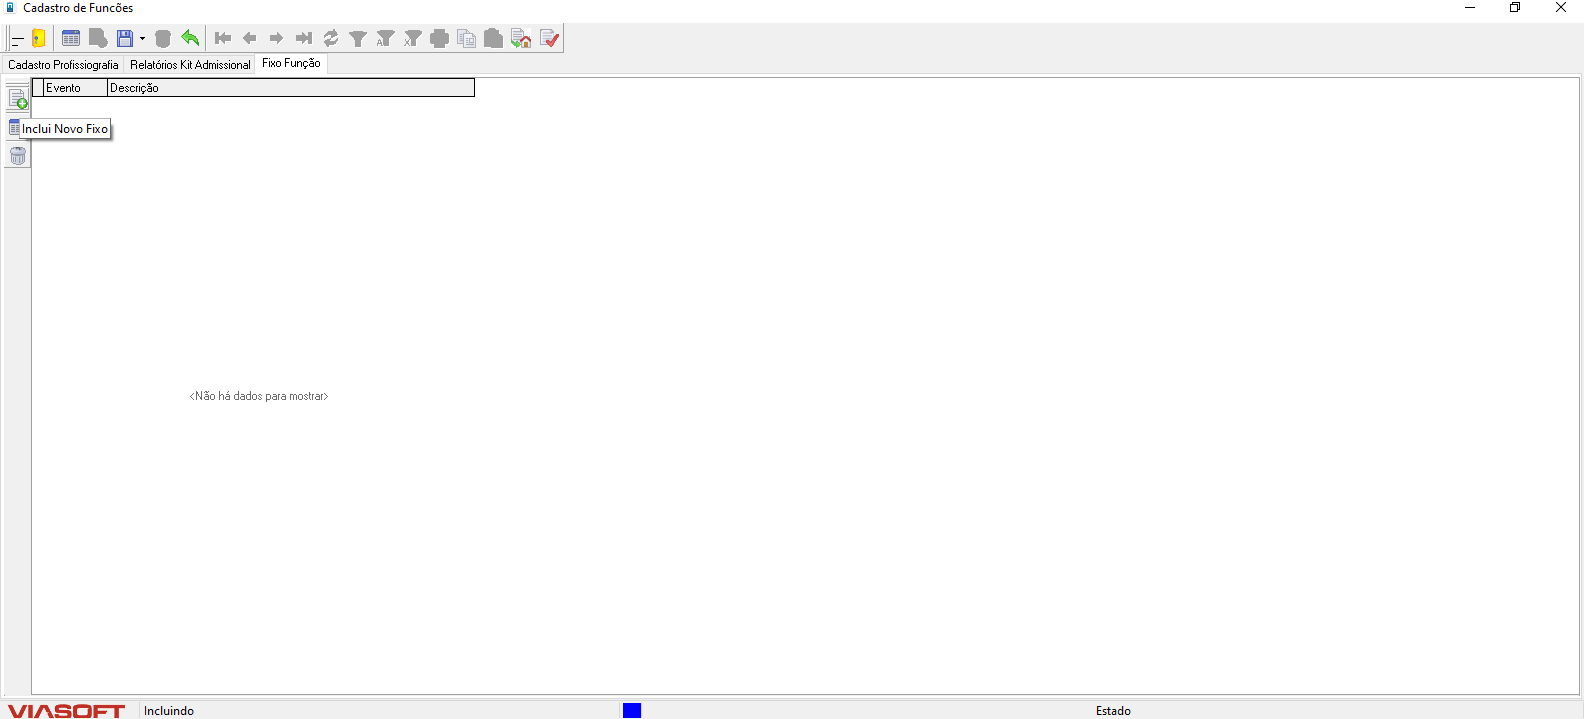 Cadastro de Funcões
Cadastro Profissiografia Relatórios Kit Admissional Fixo Função
Evento Descrição
Inclui Novo Fixo
<Não há dados para mostrar>
VIASOFT Incluindo Estado